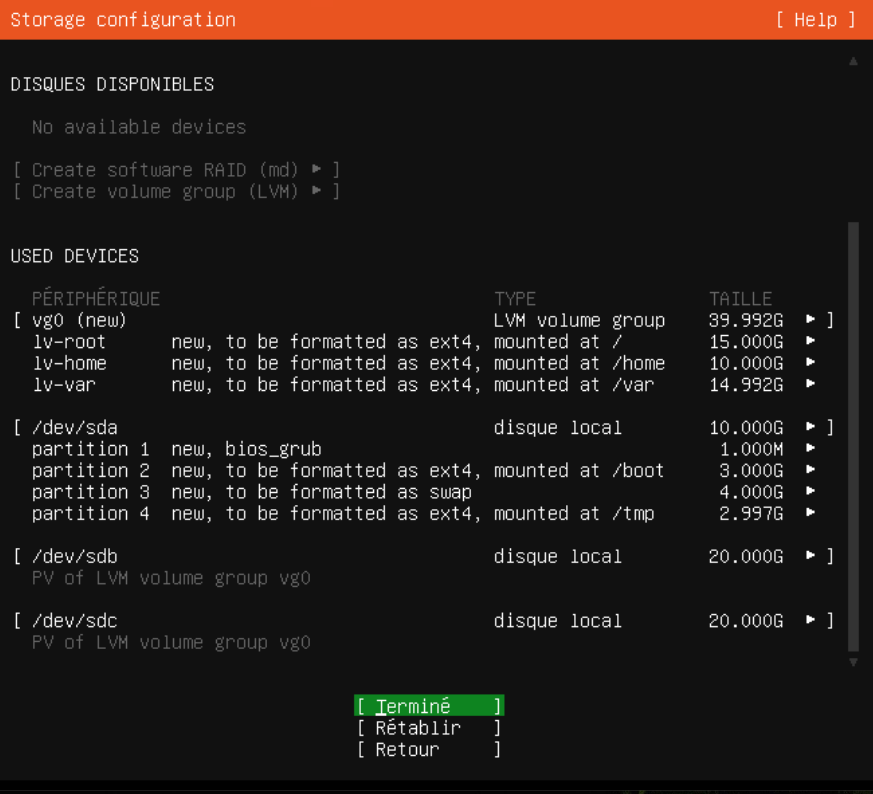 Storage configuration [ Help ]
DISQUES DISPONIBLES
No available devices
[ Create software RAID (md) ▸ ]
[ Create volume group (LVM) ▸ ]
USED DEVICES
PÉRIPHÉRIQUE TYPE TAILLE
[ vg0 (new) LVM volume group 39.992G ▸ ]
lv-root new, to be formatted as ext4, mounted at / 15.000G ▸
lv-home new, to be formatted as ext4, mounted at /home 10.000G ▸
lv-var new, to be formatted as ext4, mounted at /var 14.992G ▸
[ /dev/sda disque local 10.000G ▸ ]
partition 1 new, bios_grub 1.000M ▸
partition 2 new, to be formatted as ext4, mounted at /boot 3.000G ▸
partition 3 new, to be formatted as swap 4.000G ▸
partition 4 new, to be formatted as ext4, mounted at /tmp 2.997G ▸
[ /dev/sdb disque local 20.000G ▸ ]
PV of LVM volume group vg0
[ /dev/sdc disque local 20.000G ▸ ]
PV of LVM volume group vg0
[ Terminé ]
[ Rétablir ]
[ Retour ]